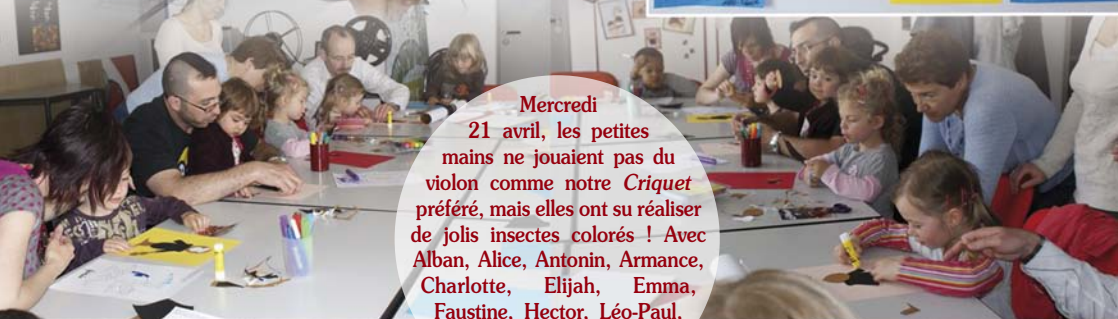 Mercredi
21 avril, les petites
mains ne jouaient pas du
violon comme notre Criquet
préféré, mais elles ont su réaliser
de jolis insectes colorés ! Avec
Alban, Alice, Antonin, Armance,
Charlotte, Elijah, Emma,
Faustine, Hector, Léo-Paul,